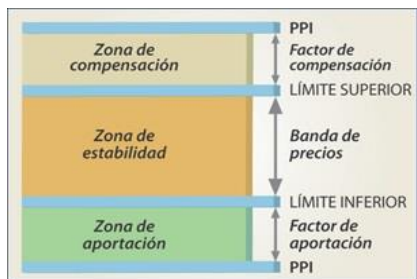 PPI
Zona de
compensación
Factor de
compensación
LÍMITE SUPERIOR
Zona de
estabilidad
Banda de
precios
LÍMITE INFERIOR
Zona de
aportación
Factor de
aportación
PPI